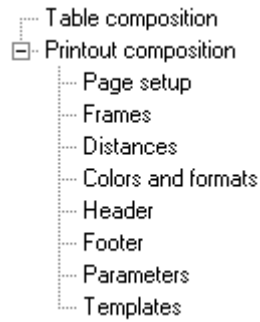 Table composition
Printout composition
Page setup
Frames
Distances
Colors and formats
Header
Footer
Parameters
Templates